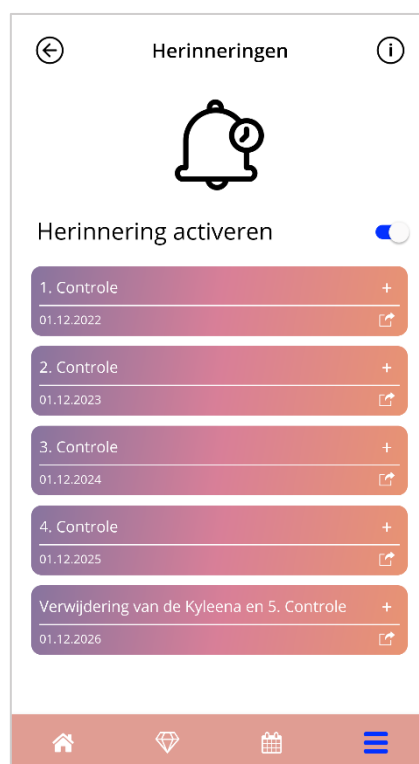 Herinneringen
Herinnering activeren
1. Controle
01.12.2022
2. Controle
01.12.2023
3. Controle
01.12.2024
4. Controle
01.12.2025
Verwijdering van de Kyleena en 5. Controle
01.12.2026